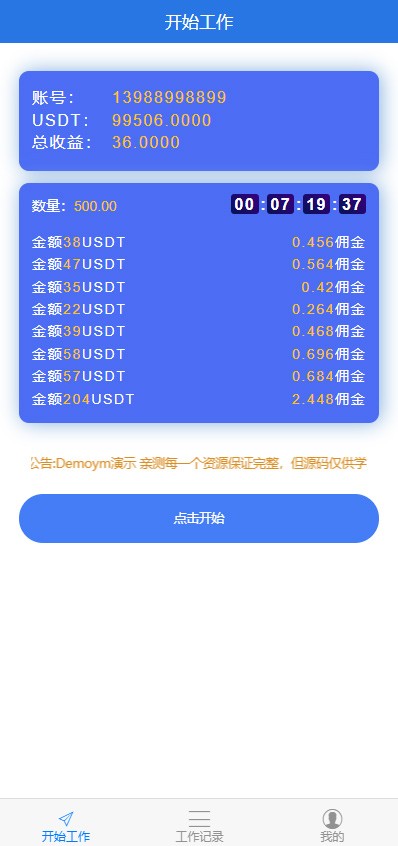 开始工作
账号： 13988998899
USDT： 99506.0000
总收益： 36.0000
数量：500.00 00:07:19:37
金额38USDT 0.456佣金
金额47USDT 0.564佣金
金额35USDT 0.42佣金
金额22USDT 0.264佣金
金额39USDT 0.468佣金
金额58USDT 0.696佣金
金额57USDT 0.684佣金
金额204USDT 2.448佣金
公告:Demoym演示 亲测每一个资源保证完整，但源码仅供学
点击开始
开始工作 工作记录 我的